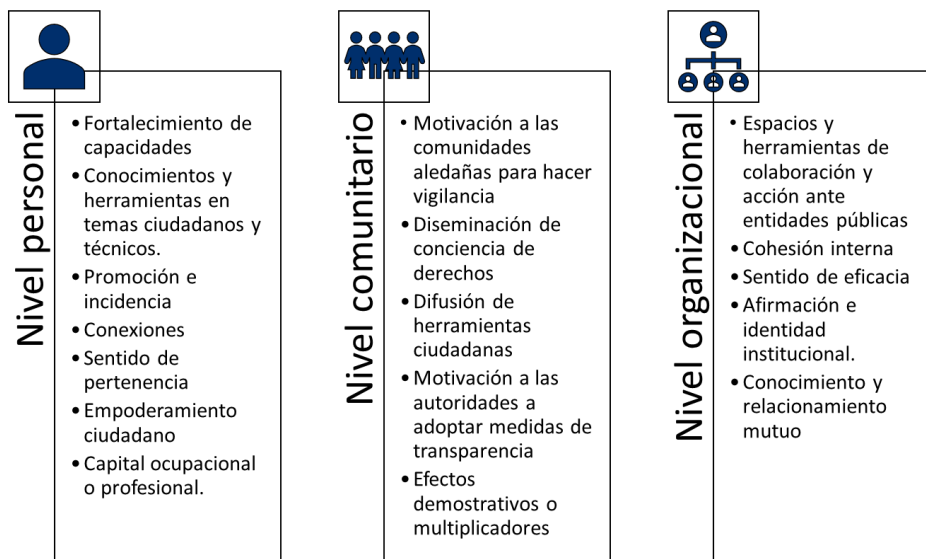 Nivel personal
• Fortalecimiento de
capacidades
• Conocimientos y
herramientas en
temas ciudadanos y
técnicos.
• Promoción e
incidencia
• Conexiones
• Sentido de
pertenencia
• Empoderamiento
ciudadano
• Capital ocupacional
o profesional.
Nivel comunitario
• Motivación a las
comunidades
aledañas para hacer
vigilancia
• Diseminación de
conciencia de
derechos
• Difusión de
herramientas
ciudadanas
• Motivación a las
autoridades a
adoptar medidas de
transparencia
• Efectos
demostrativos o
multiplicadores
Nivel organizacional
• Espacios y
herramientas de
colaboración y
acción ante
entidades públicas
• Cohesión interna
• Sentido de eficacia
• Afirmación e
identidad
institucional.
• Conocimiento y
relacionamiento
mutuo